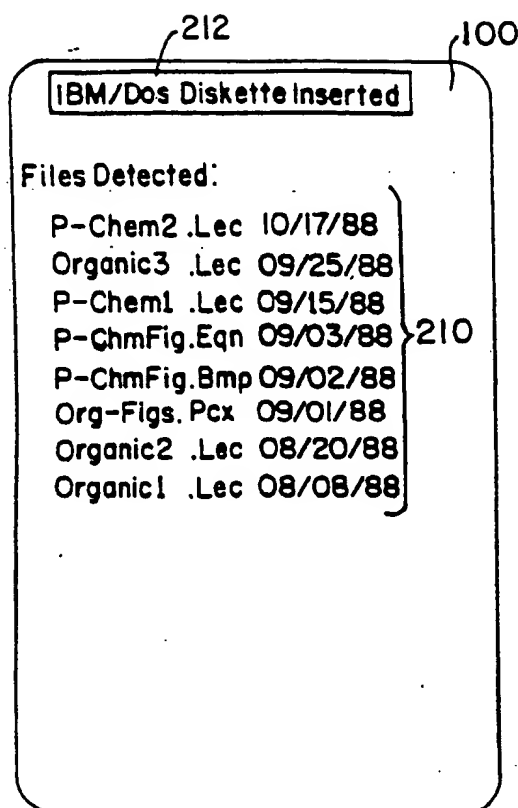 212
100
IBM/Dos Diskette Inserted
Files Detected:
P-Chem2 .Lec 10/17/88
Organic3 .Lec 09/25/88
P-Chem1 .Lec 09/15/88
P-ChmFig.Eqn 09/03/88
210
P-ChmFig.Bmp 09/02/88
Org-Figs. Pcx 09/01/88
Organic2 .Lec 08/20/88
Organic1 .Lec 08/08/88